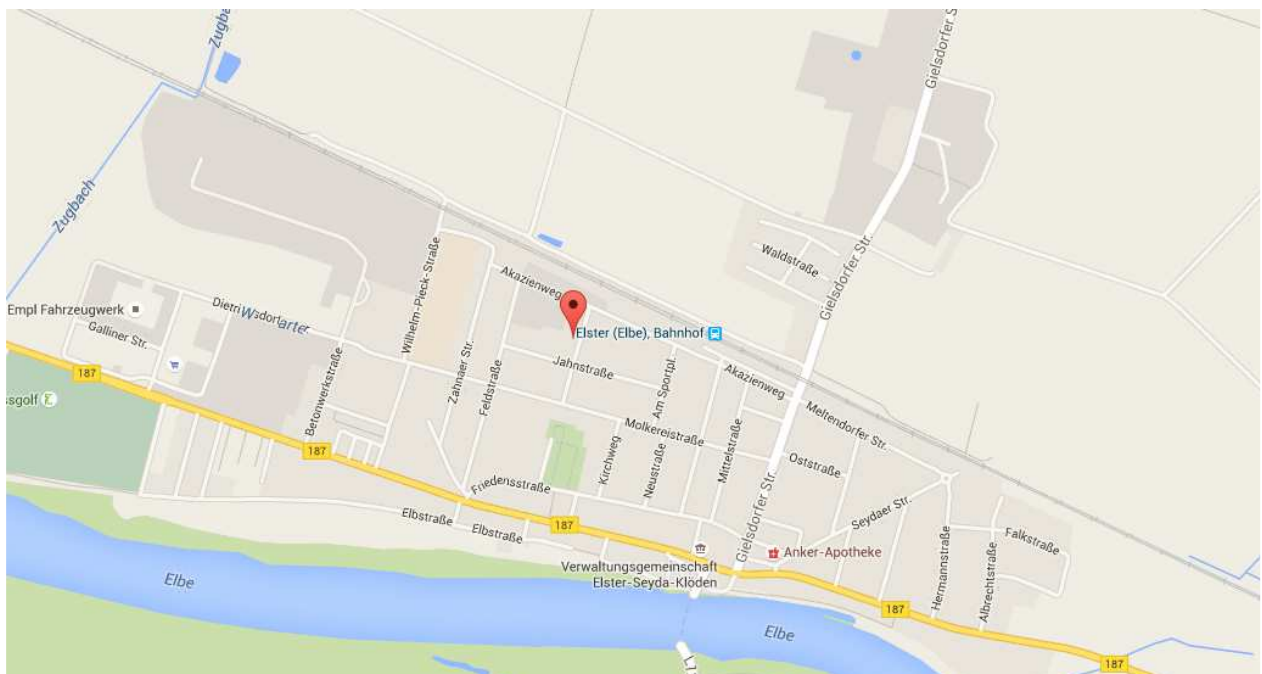 Zugbach
Gielsdorfer S
Zugbach
Waldstraße
Gielsdorfer Str.
Wilhelm-Pieck-Straße
Akazienweg
Empl Fahrzeugwerk
Galliner Str.
Elster (Elbe), Bahnhof
187
Zahnaer Str.
Feldstraße
Jahnstraße
Am Sportpl.
Akazienweg
Meltendorfer Str.
ssgolf
Betonwerkstraße
Molkereistraße
187
Kirchweg
Neustraße
Mittelstraße
Oststraße
Friedensstraße
Gielsdorfer Str.
Seydaer Str.
Elbstraße
Elbstraße
187
Falkstraße
Anker-Apotheke
Hermannstraße
Albrechtstraße
Verwaltungsgemeinschaft
Elster-Seyda-Klöden
Elbe
187
Elbe
187